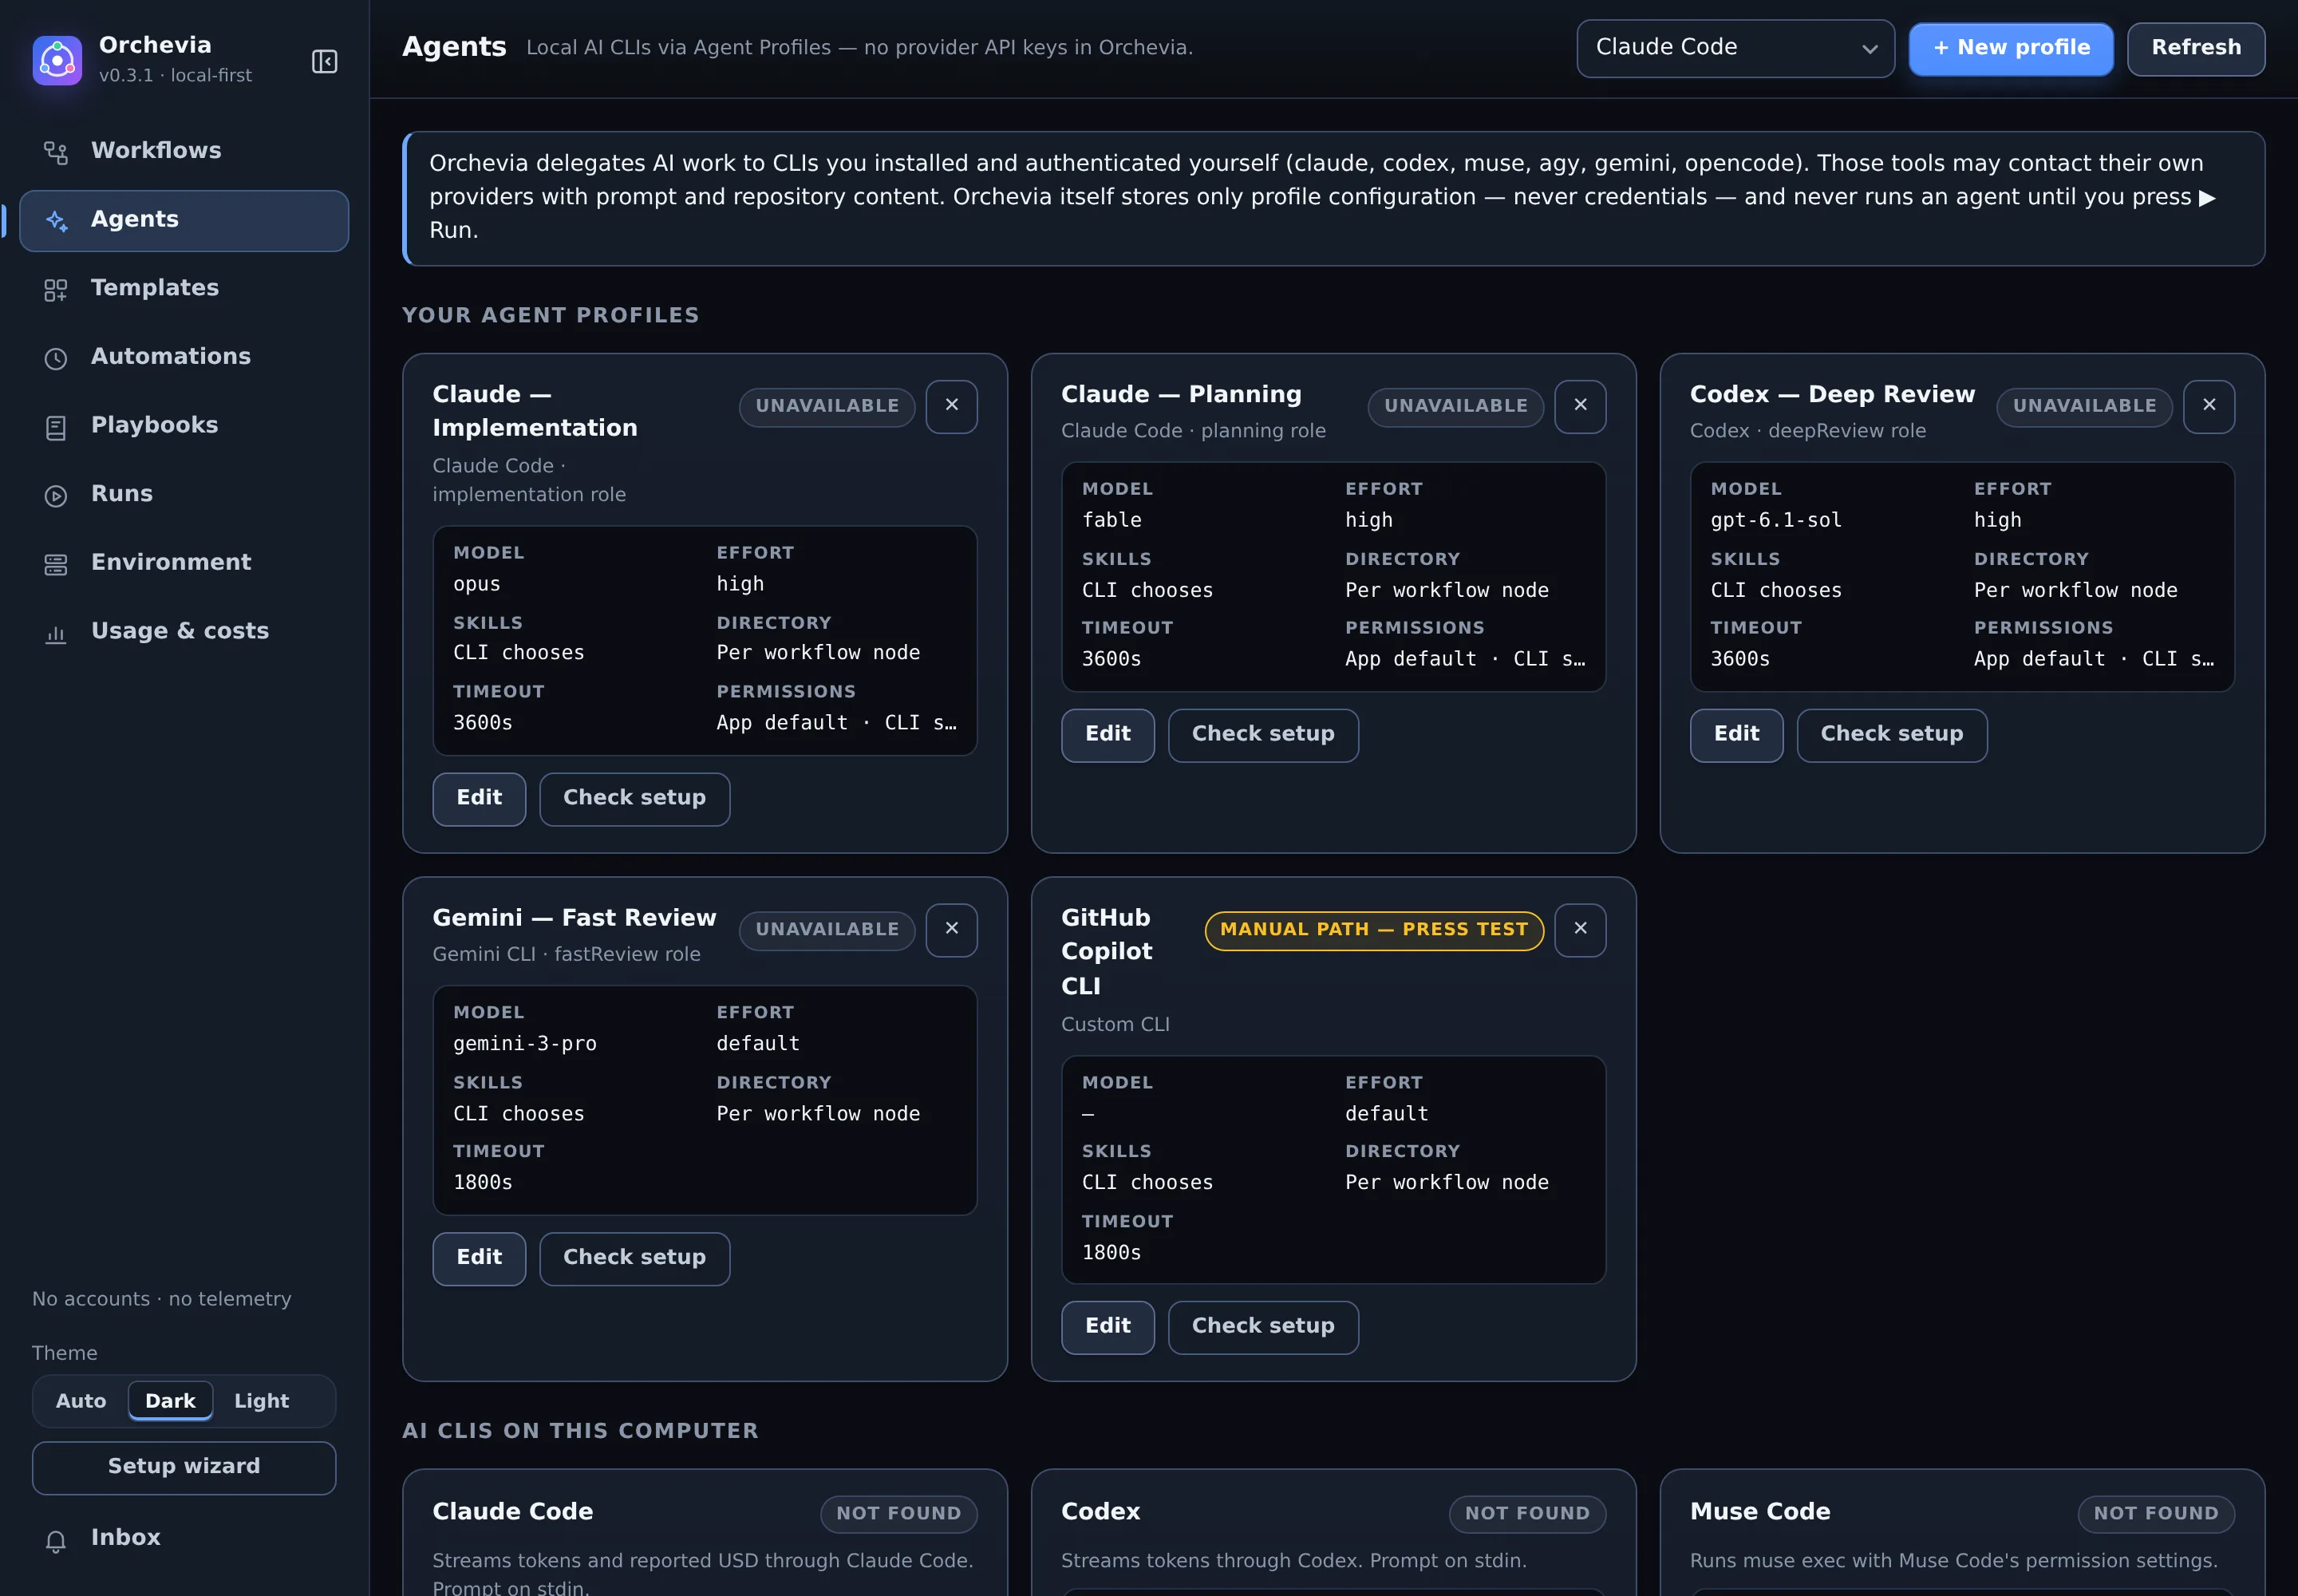 Orchevia
v0.3.1 · local-first
Workflows
Agents
Templates
Automations
Playbooks
Runs
Environment
Usage & costs
No accounts · no telemetry
Theme
Auto Dark Light
Setup wizard
Inbox
Agents Local AI CLIs via Agent Profiles — no provider API keys in Orchevia.
Claude Code
+ New profile
Refresh
Orchevia delegates AI work to CLIs you installed and authenticated yourself (claude, codex, muse, agy, gemini, opencode). Those tools may contact their own
providers with prompt and repository content. Orchevia itself stores only profile configuration — never credentials — and never runs an agent until you press ▶
Run.
YOUR AGENT PROFILES
Claude —
Implementation
UNAVAILABLE ✕
Claude Code ·
implementation role
MODEL EFFORT
opus high
SKILLS DIRECTORY
CLI chooses Per workflow node
TIMEOUT PERMISSIONS
3600s App default · CLI s…
Edit Check setup
Claude — Planning
UNAVAILABLE ✕
Claude Code · planning role
MODEL EFFORT
fable high
SKILLS DIRECTORY
CLI chooses Per workflow node
TIMEOUT PERMISSIONS
3600s App default · CLI s…
Edit Check setup
Codex — Deep Review
UNAVAILABLE ✕
Codex · deepReview role
MODEL EFFORT
gpt-6.1-sol high
SKILLS DIRECTORY
CLI chooses Per workflow node
TIMEOUT PERMISSIONS
3600s App default · CLI s…
Edit Check setup
Gemini — Fast Review
UNAVAILABLE ✕
Gemini CLI · fastReview role
MODEL EFFORT
gemini-3-pro default
SKILLS DIRECTORY
CLI chooses Per workflow node
TIMEOUT
1800s
Edit Check setup
GitHub
Copilot
CLI
MANUAL PATH — PRESS TEST ✕
Custom CLI
MODEL EFFORT
— default
SKILLS DIRECTORY
CLI chooses Per workflow node
TIMEOUT
1800s
Edit Check setup
AI CLIS ON THIS COMPUTER
Claude Code NOT FOUND
Streams tokens and reported USD through Claude Code.
Prompt on stdin.
Codex NOT FOUND
Streams tokens through Codex. Prompt on stdin.
Muse Code NOT FOUND
Runs muse exec with Muse Code's permission settings.